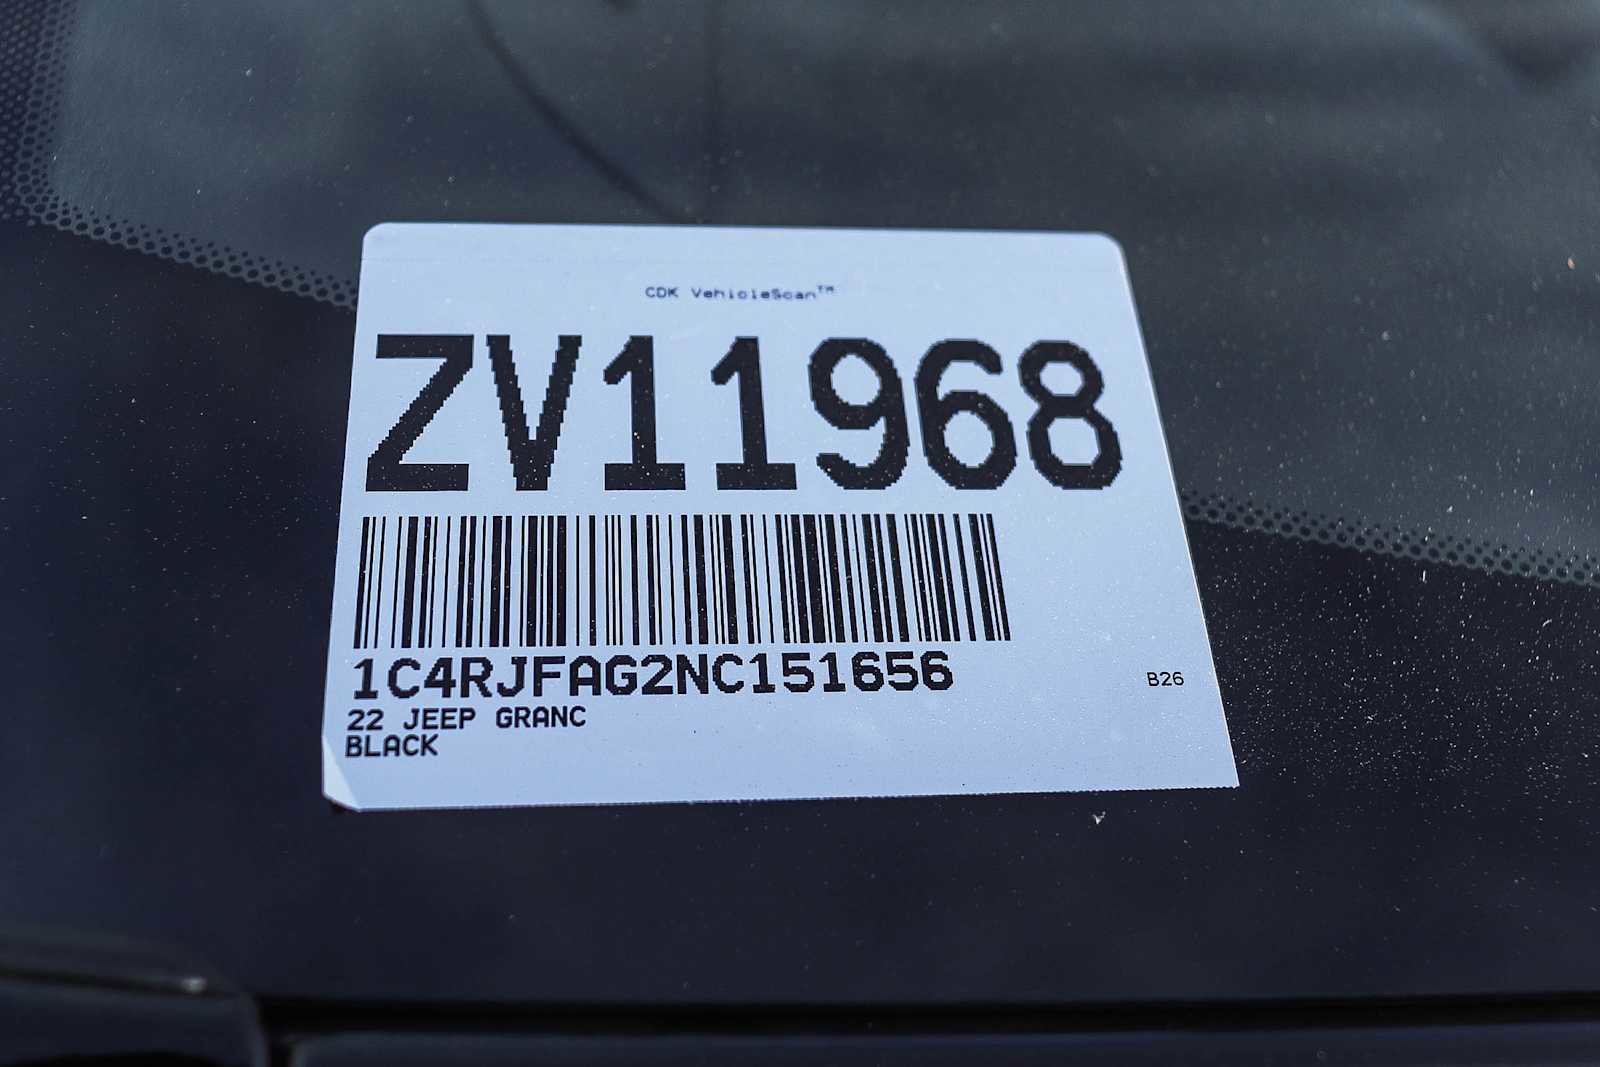 CDK VehicleScan™
ZV11968
1C4RJFAG2NC151656
B26
22 JEEP GRANC
BLACK